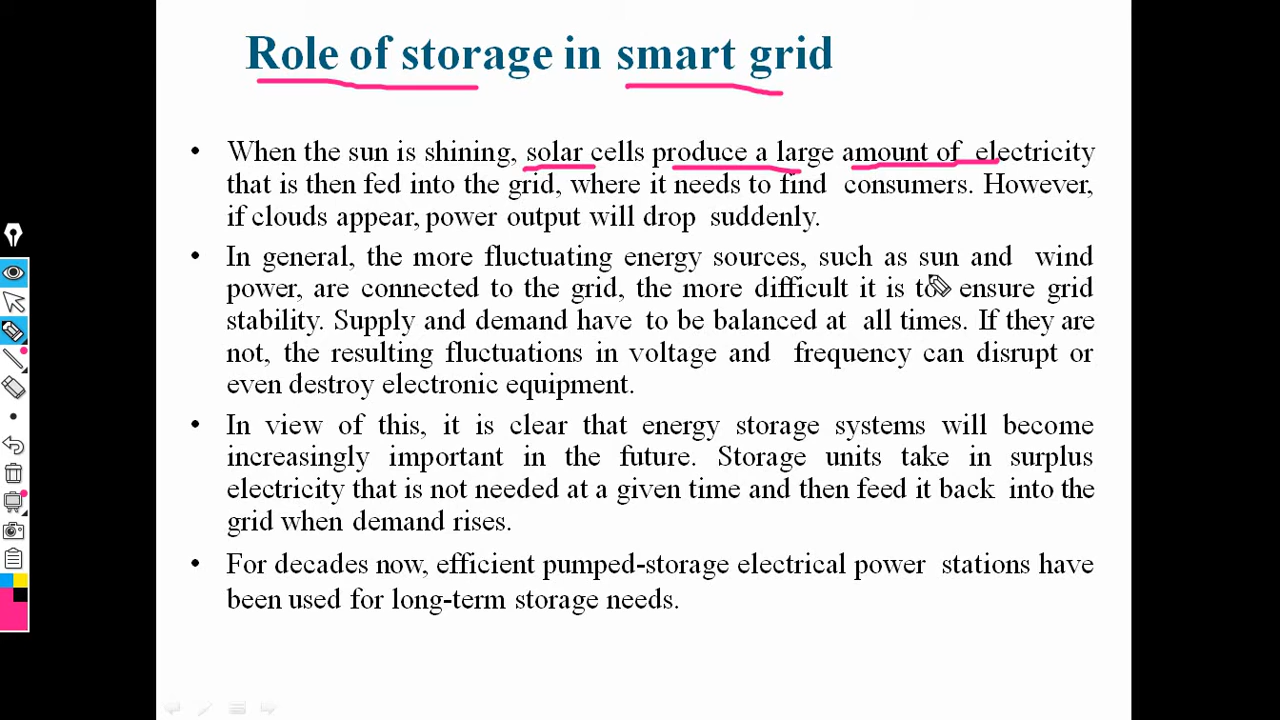 Role of storage in smart grid
• When the sun is shining, solar cells produce a large amount of electricity
that is then fed into the grid, where it needs to find consumers. However,
if clouds appear, power output will drop suddenly.
• In general, the more fluctuating energy sources, such as sun and wind
power, are connected to the grid, the more difficult it is to ensure grid
stability. Supply and demand have to be balanced at all times. If they are
not, the resulting fluctuations in voltage and frequency can disrupt or
even destroy electronic equipment.
• In view of this, it is clear that energy storage systems will become
increasingly important in the future. Storage units take in surplus
electricity that is not needed at a given time and then feed it back into the
grid when demand rises.
• For decades now, efficient pumped-storage electrical power stations have
been used for long-term storage needs.